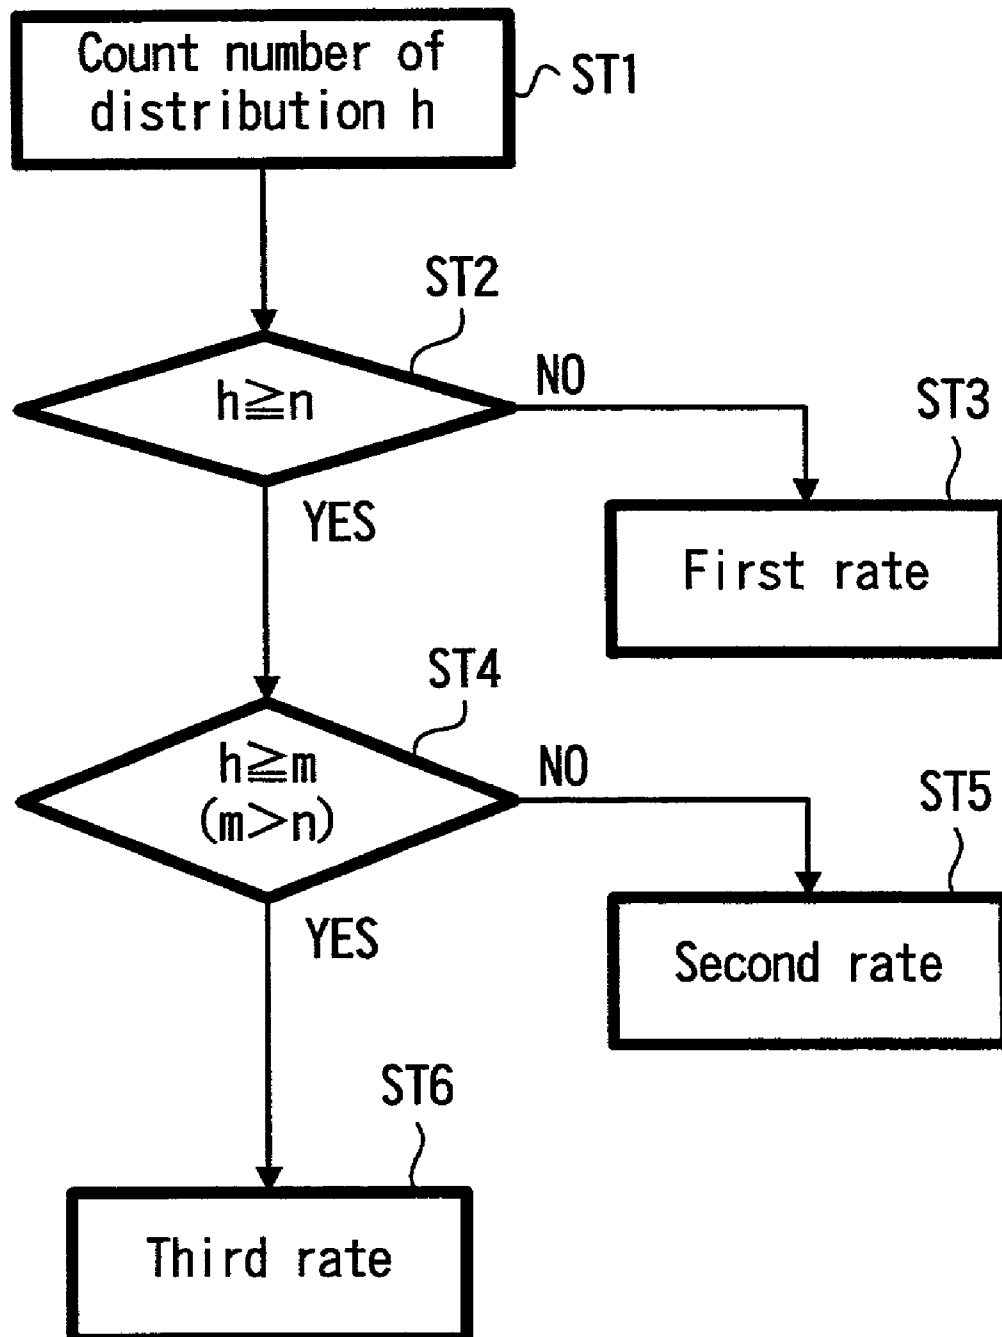 Count number of
distribution h
ST1
ST2
h≧n
NO
ST3
YES
First rate
ST4
h≧m
(m>n)
NO
ST5
YES
Second rate
ST6
Third rate